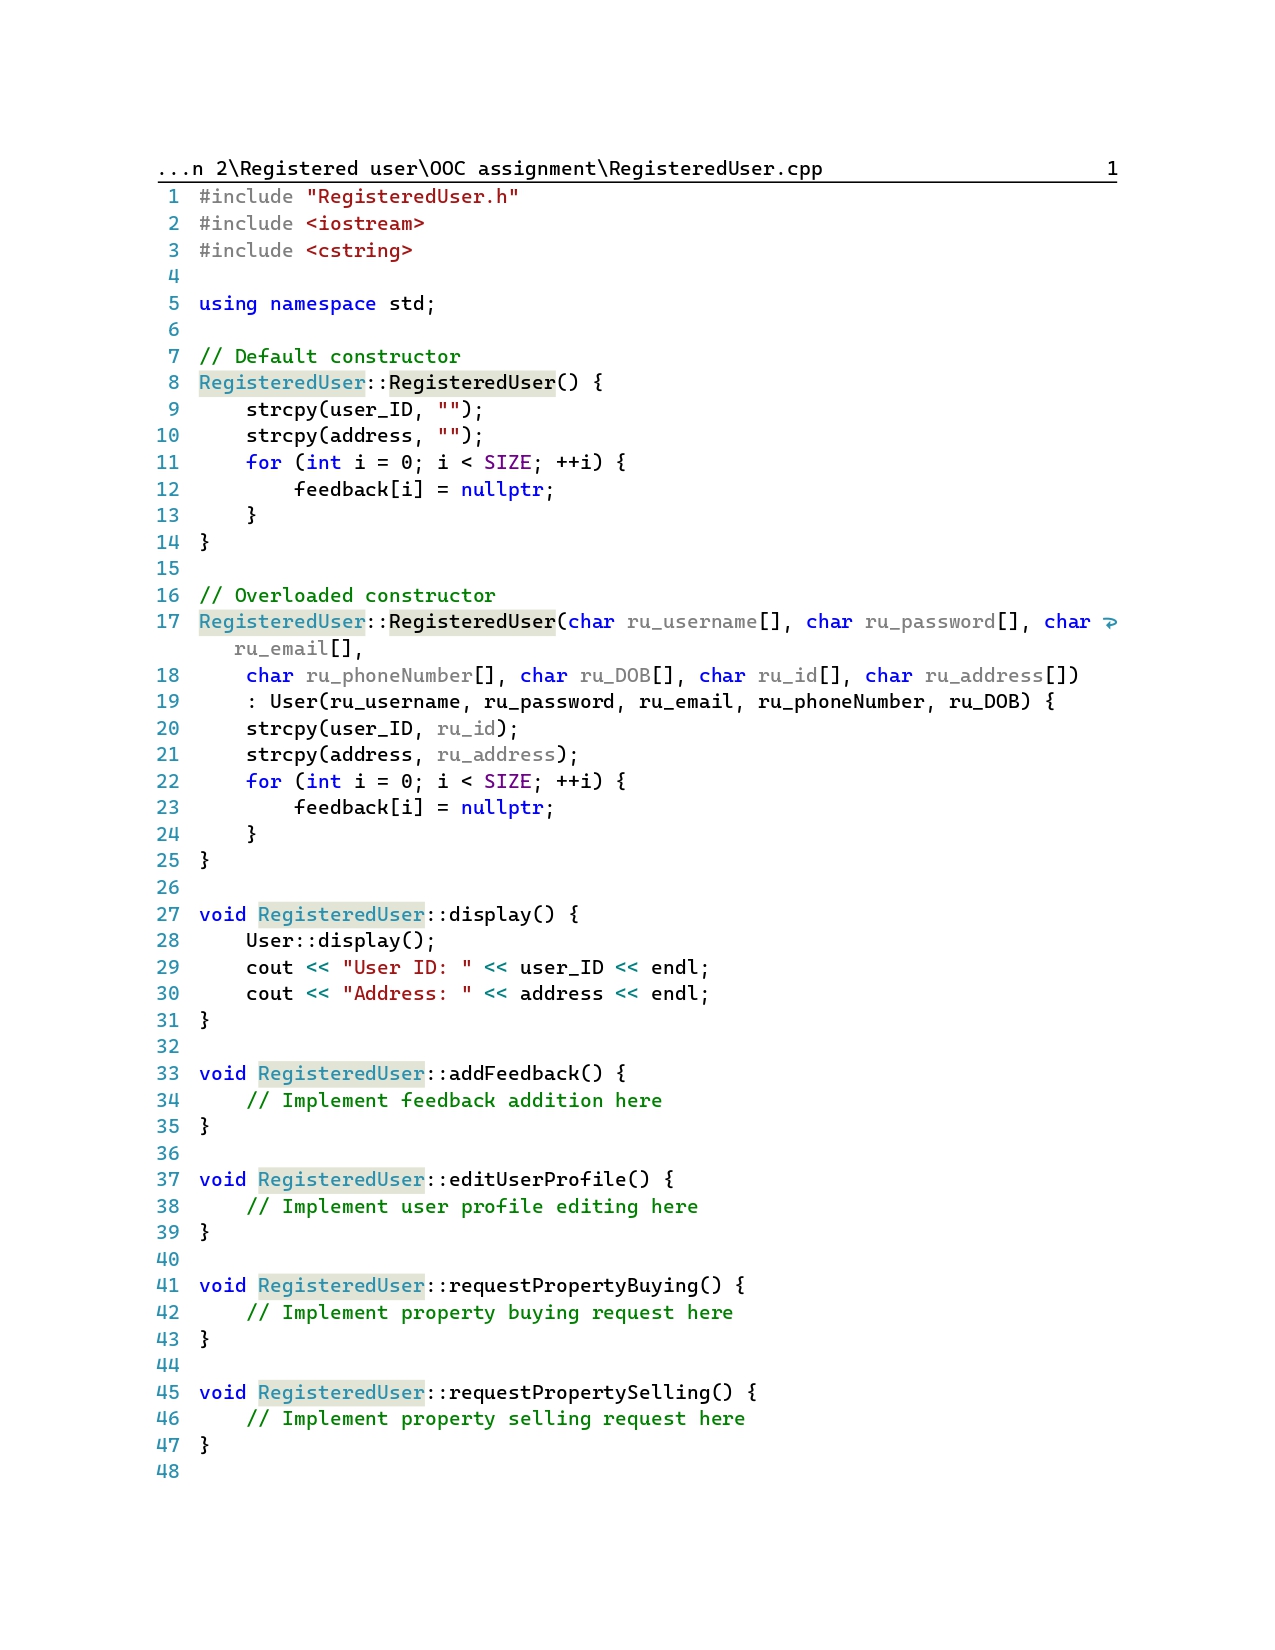 ...n 2\Registered user\OOC assignment\RegisteredUser.cpp 1
1 #include "RegisteredUser.h"
2 #include <iostream>
3 #include <cstring>
4
5 using namespace std;
6
7 // Default constructor
8 RegisteredUser::RegisteredUser() {
9     strcpy(user_ID, "");
10     strcpy(address, "");
11     for (int i = 0; i < SIZE; ++i) {
12         feedback[i] = nullptr;
13     }
14 }
15
16 // Overloaded constructor
17 RegisteredUser::RegisteredUser(char ru_username[], char ru_password[], char ⮐
ru_email[],
18     char ru_phoneNumber[], char ru_DOB[], char ru_id[], char ru_address[])
19     : User(ru_username, ru_password, ru_email, ru_phoneNumber, ru_DOB) {
20     strcpy(user_ID, ru_id);
21     strcpy(address, ru_address);
22     for (int i = 0; i < SIZE; ++i) {
23         feedback[i] = nullptr;
24     }
25 }
26
27 void RegisteredUser::display() {
28     User::display();
29     cout << "User ID: " << user_ID << endl;
30     cout << "Address: " << address << endl;
31 }
32
33 void RegisteredUser::addFeedback() {
34     // Implement feedback addition here
35 }
36
37 void RegisteredUser::editUserProfile() {
38     // Implement user profile editing here
39 }
40
41 void RegisteredUser::requestPropertyBuying() {
42     // Implement property buying request here
43 }
44
45 void RegisteredUser::requestPropertySelling() {
46     // Implement property selling request here
47 }
48